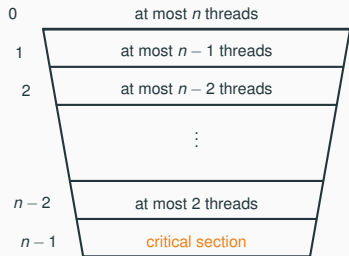 0 at most n threads
1 at most n − 1 threads
2 at most n − 2 threads
⋮
n − 2 at most 2 threads
n − 1 critical section